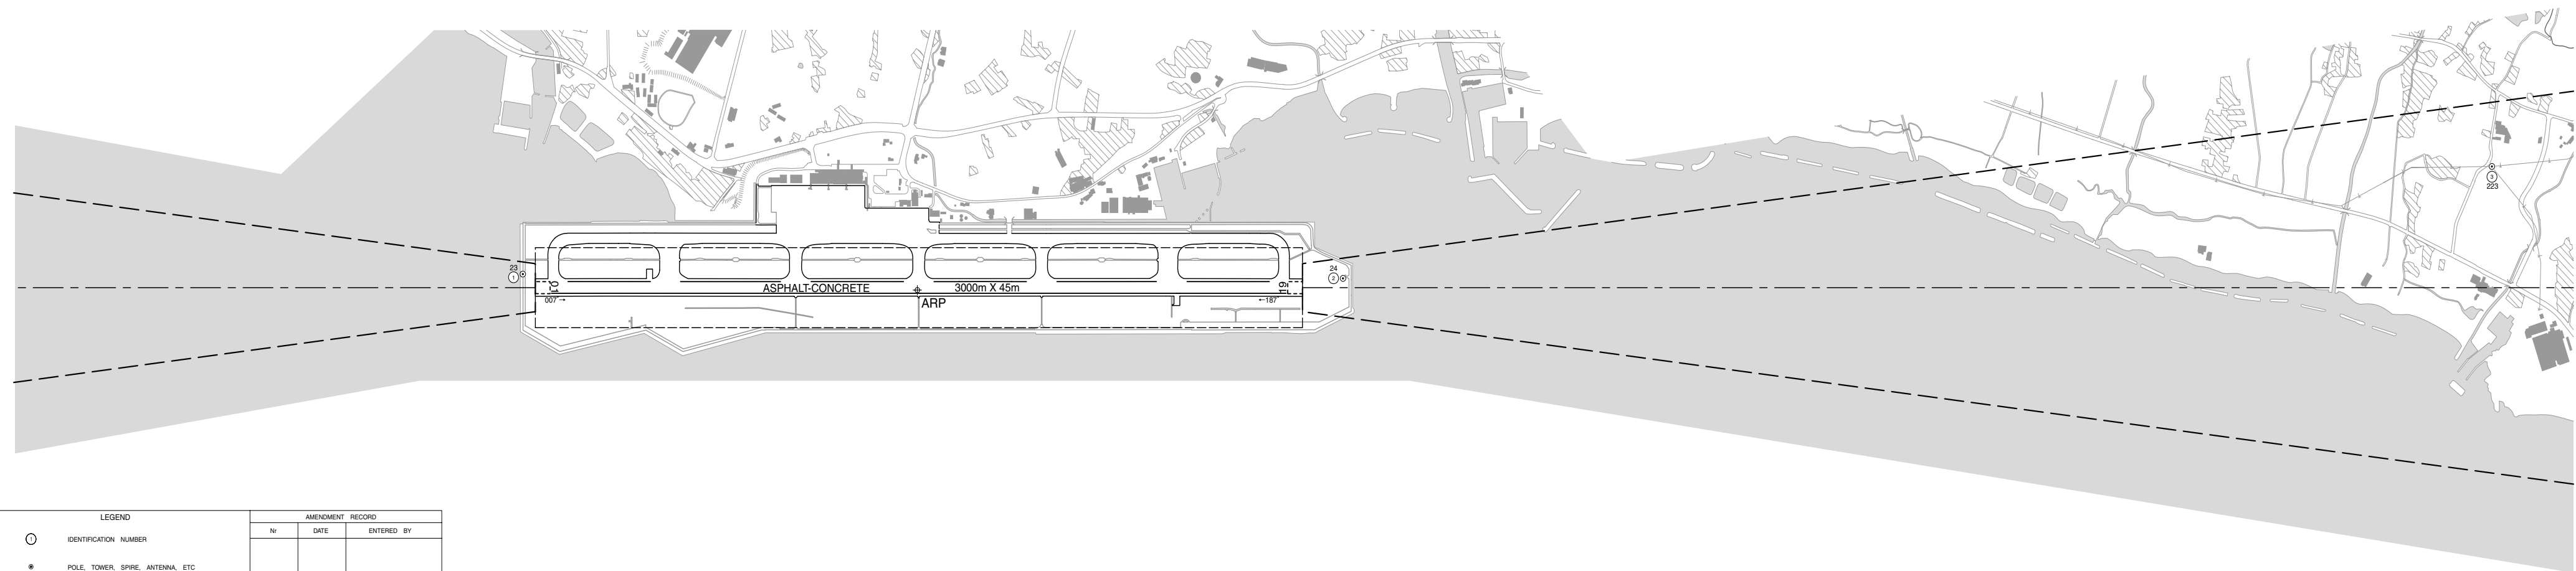 3
223
23
1
24
2
01
ASPHALT-CONCRETE 3000m X 45m
19
007°→
←187°
ARP
LEGEND
AMENDMENT RECORD
Nr DATE ENTERED BY
1 IDENTIFICATION NUMBER
POLE, TOWER, SPIRE, ANTENNA, ETC